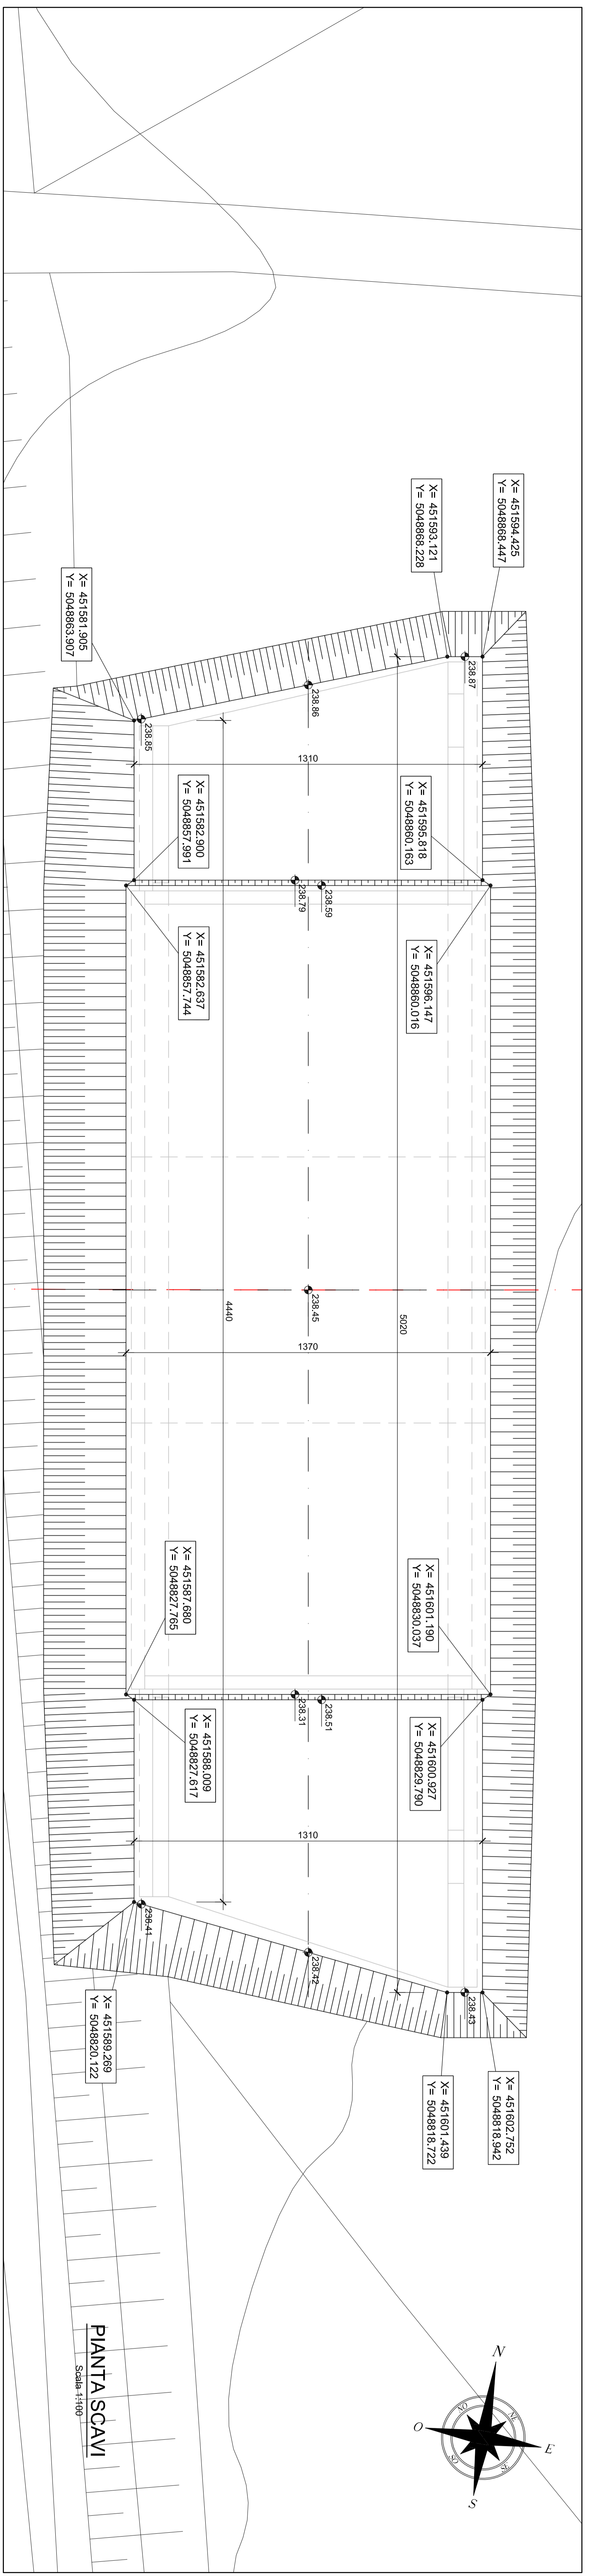 X= 451594.425
Y= 5048868.447
X= 451593.121
Y= 5048868.228
X= 451581.905
Y= 5048863.907
238.87
238.86
238.85
1310
X= 451595.818
Y= 5048860.163
X= 451582.900
Y= 5048857.991
238.59
238.79
X= 451596.147
Y= 5048860.016
X= 451582.637
Y= 5048857.744
238.45
4440
5020
1370
X= 451601.190
Y= 5048830.037
X= 451587.680
Y= 5048827.765
238.51
238.31
X= 451600.927
Y= 5048829.790
X= 451588.009
Y= 5048827.617
1310
238.41
238.42
238.43
X= 451589.269
Y= 5048820.122
X= 451602.752
Y= 5048818.942
X= 451601.439
Y= 5048818.722
PIANTA SCAVI
Scala 1:100
N
NO
NE
O
E
SO
SE
S